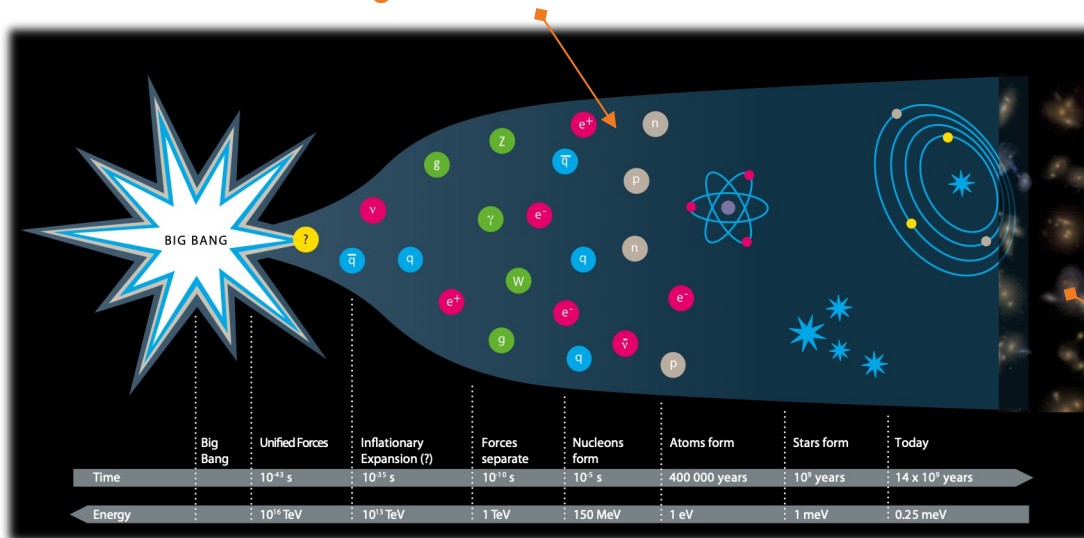 g
BIG BANG
?
ν
q̅
q
g
Z
γ
e⁺
W
g
e⁻
e⁺
q̅
q
e⁻
q
n
p
n
ν̅
e⁻
p
Big Bang
Unified Forces
Inflationary Expansion (?)
Forces separate
Nucleons form
Atoms form
Stars form
Today
Time
10⁻⁴³ s
10⁻³⁵ s
10⁻¹⁰ s
10⁻⁵ s
400 000 years
10⁹ years
14 x 10⁹ years
Energy
10¹⁶ TeV
10¹³ TeV
1 TeV
150 MeV
1 eV
1 meV
0.25 meV